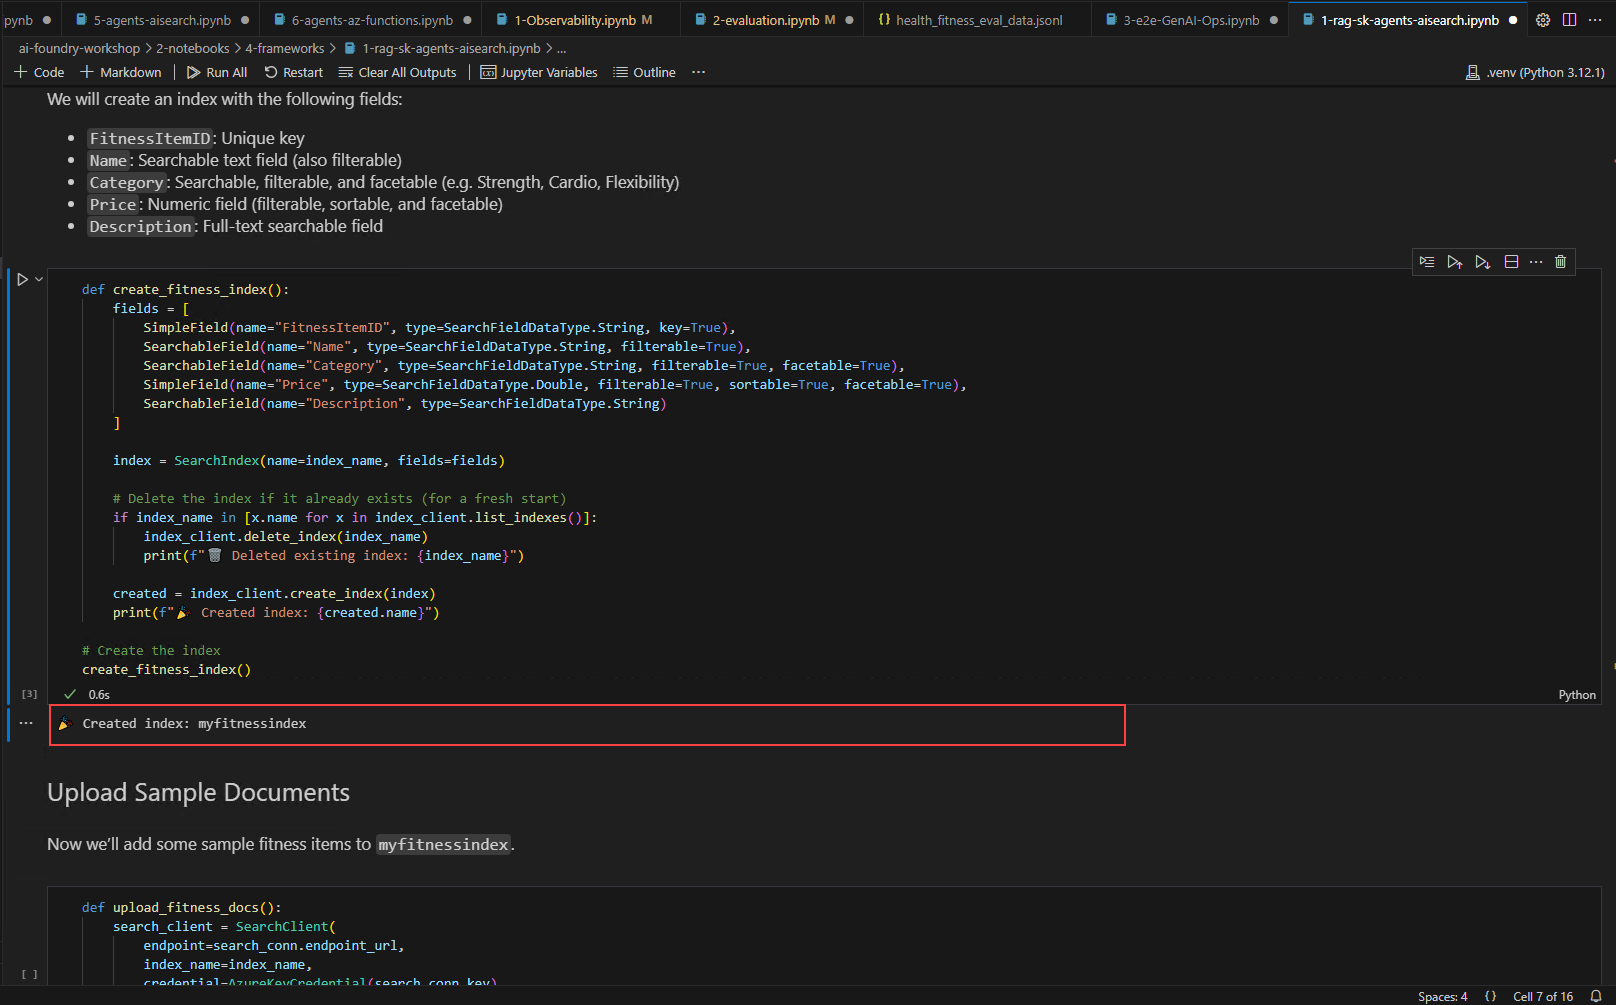 pynb
5-agents-aisearch.ipynb
6-agents-az-functions.ipynb
1-Observability.ipynb M
2-evaluation.ipynb M
{} health_fitness_eval_data.jsonl
3-e2e-GenAI-Ops.ipynb
1-rag-sk-agents-aisearch.ipynb
ai-foundry-workshop > 2-notebooks > 4-frameworks > 1-rag-sk-agents-aisearch.ipynb > ...
+ Code + Markdown | Run All Restart Clear All Outputs | Jupyter Variables Outline ...
.venv (Python 3.12.1)
We will create an index with the following fields:
• FitnessItemID: Unique key
• Name: Searchable text field (also filterable)
• Category: Searchable, filterable, and facetable (e.g. Strength, Cardio, Flexibility)
• Price: Numeric field (filterable, sortable, and facetable)
• Description: Full-text searchable field
def create_fitness_index():
fields = [
SimpleField(name="FitnessItemID", type=SearchFieldDataType.String, key=True),
SearchableField(name="Name", type=SearchFieldDataType.String, filterable=True),
SearchableField(name="Category", type=SearchFieldDataType.String, filterable=True, facetable=True),
SimpleField(name="Price", type=SearchFieldDataType.Double, filterable=True, sortable=True, facetable=True),
SearchableField(name="Description", type=SearchFieldDataType.String)
]
index = SearchIndex(name=index_name, fields=fields)
# Delete the index if it already exists (for a fresh start)
if index_name in [x.name for x in index_client.list_indexes()]:
index_client.delete_index(index_name)
print(f"🗑️ Deleted existing index: {index_name}")
created = index_client.create_index(index)
print(f"🎉 Created index: {created.name}")
# Create the index
create_fitness_index()
[3] ✓ 0.6s
Python
... 🎉 Created index: myfitnessindex
Upload Sample Documents
Now we’ll add some sample fitness items to myfitnessindex.
def upload_fitness_docs():
search_client = SearchClient(
endpoint=search_conn.endpoint_url,
index_name=index_name,
[ ]
credential=AzureKeyCredential(search_conn.key)
Spaces: 4 {} Cell 7 of 16